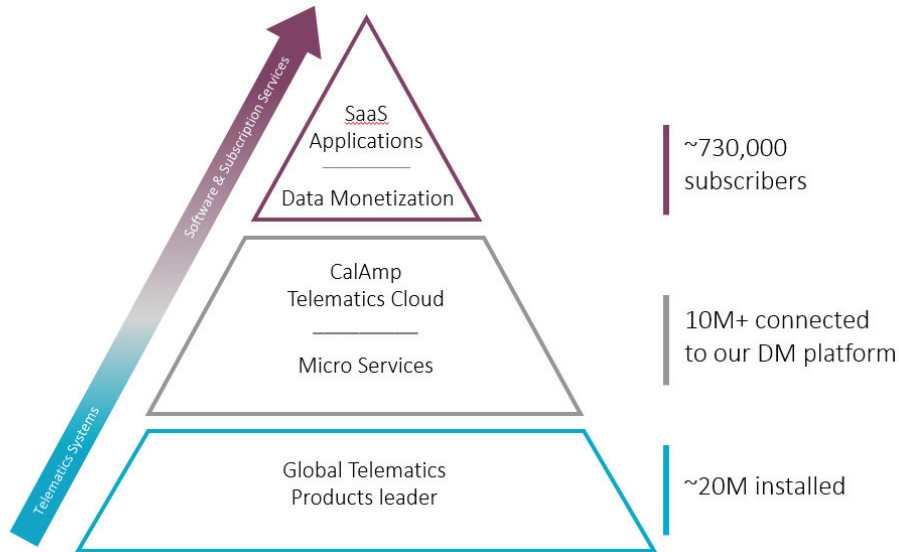 Software & Subscription Services
Telematics Systems
SaaS
Applications
Data Monetization
~730,000
subscribers
CalAmp
Telematics Cloud
Micro Services
10M+ connected
to our DM platform
Global Telematics
Products leader
~20M installed